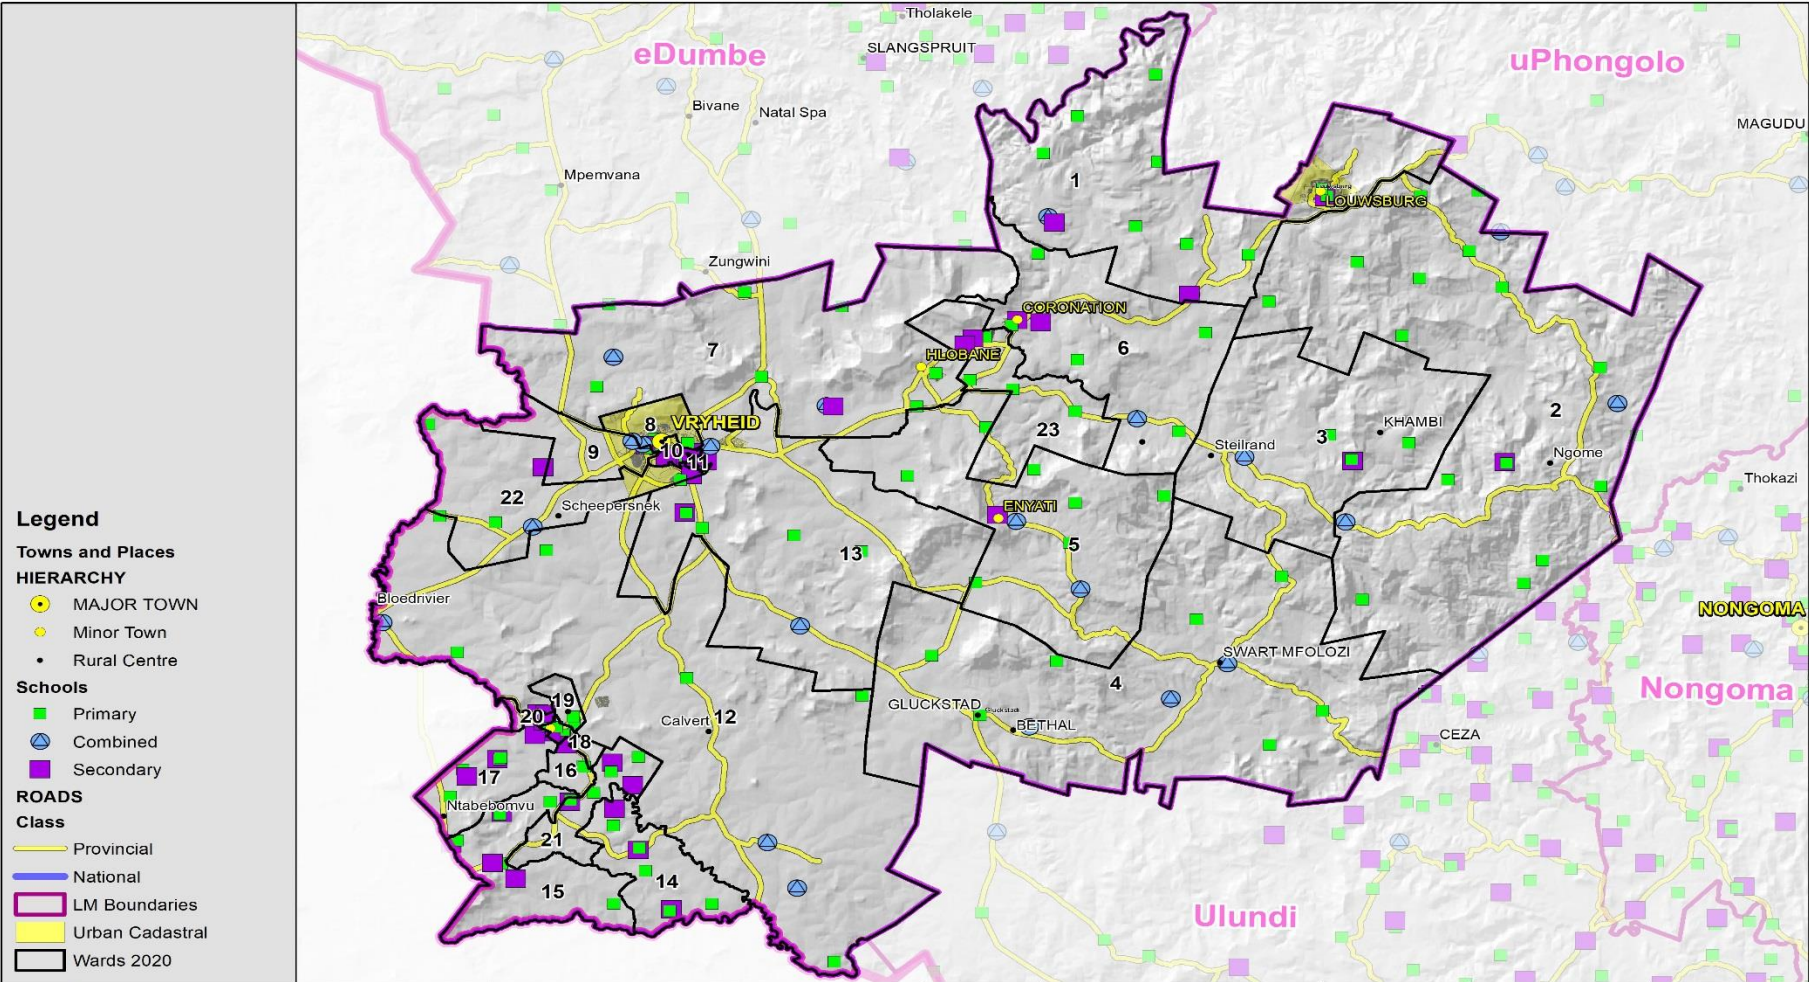 Legend
Towns and Places
HIERARCHY
MAJOR TOWN
Minor Town
Rural Centre
Schools
Primary
Combined
Secondary
ROADS
Class
Provincial
National
LM Boundaries
Urban Cadastral
Wards 2020
Tholakele
SLANGSPRUIT
eDumbe
uPhongolo
Bivane
Natal Spa
MAGUDU
Mpemvana
1
LOUWSBURG
Zungwini
CORONATION
7
6
HLOBANE
2
8
VRYHEID
23
3
KHAMBI
9
10
11
Steilrand
Ngome
22
Scheepersnek
Thokazi
ENYATI
13
5
Bloedrivier
NONGOMA
SWART MFOLOZI
4
Nongoma
19
GLUCKSTAD
Gluckstadt
20
Calvert
12
BETHAL
CEZA
18
17
16
Ntabebomvu
21
15
14
Ulundi